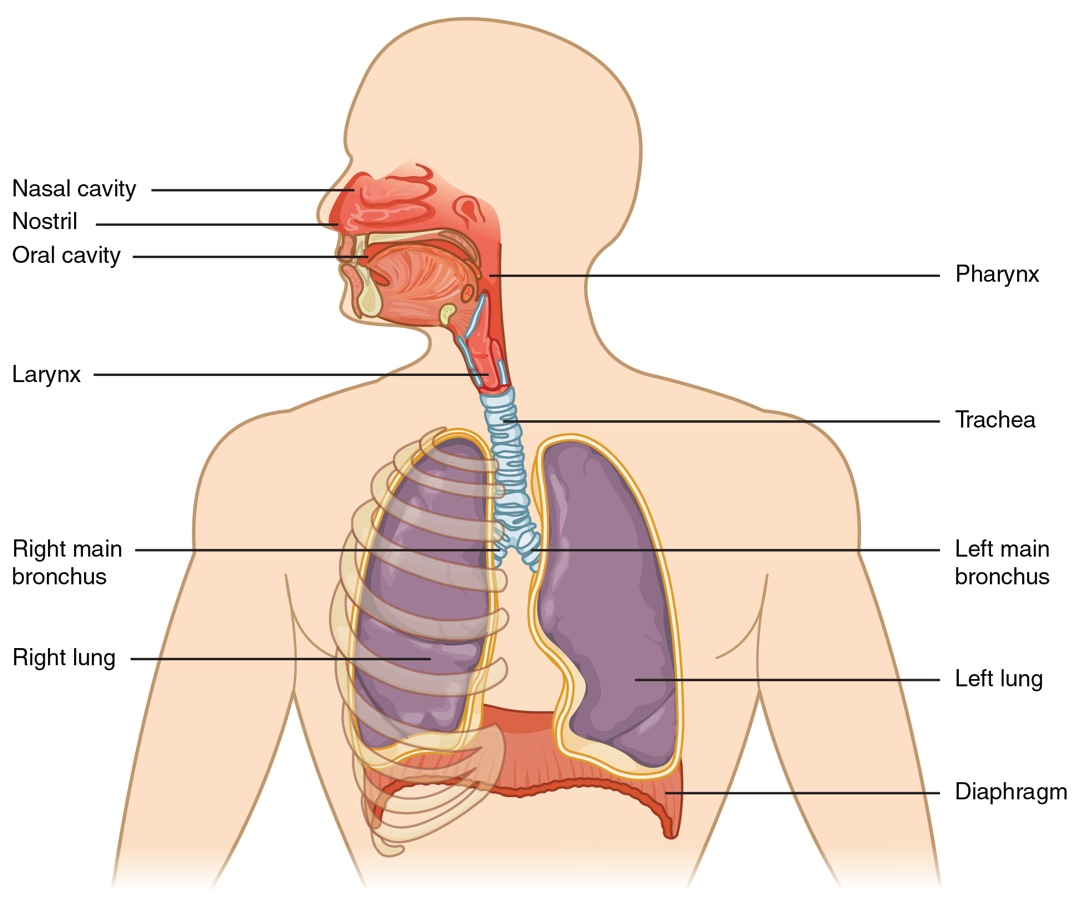 Nasal cavity
Nostril
Oral cavity
Pharynx
Larynx
Trachea
Right main
bronchus
Left main
bronchus
Right lung
Left lung
Diaphragm